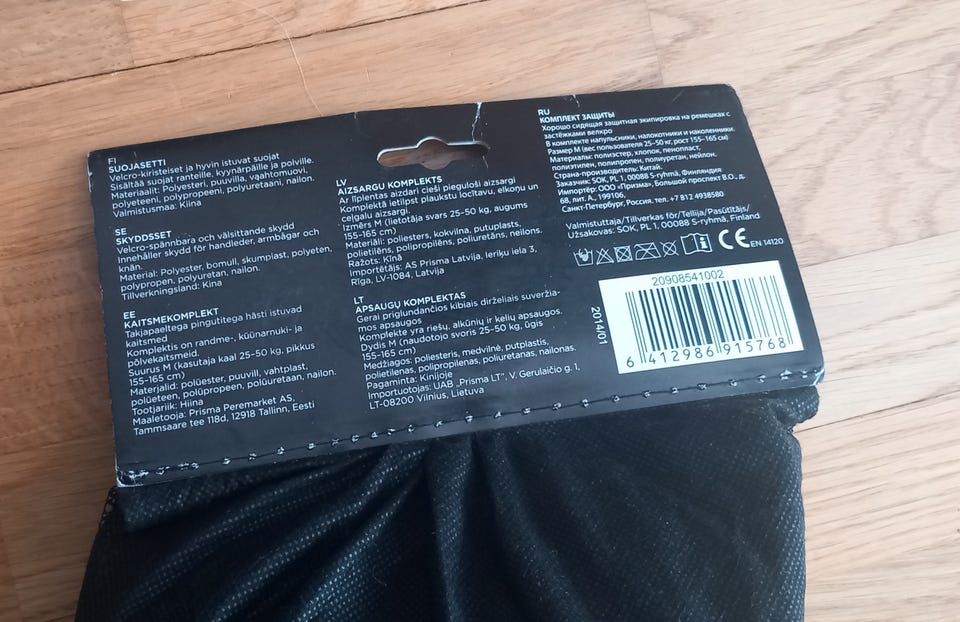 FI
SUOJASETTI
Velcro-kiristeiset ja hyvin istuvat suojat
Sisältää suojat ranteille, kyynärpäille ja polville.
Materiaalit: Polyesteri, puuvilla, vaahtomuovi,
polyeteeni, polypropeeni, polyuretaani, nailon.
Valmistusmaa: Kiina
SE
SKYDDSSET
Velcro-spännbara och välsittande skydd
Innehåller skydd för handleder, armbågar och
knän.
Material: Polyester, bomull, skumplast, polyeten,
polypropen, polyuretan, nailon.
Tillverkningsland: Kina
EE
KAITSMEKOMPLEKT
Takjapaeltega pingutitega hästi istuvad
kaitsmed
Komplektis on randme-, küünarnuki- ja
põlvekaitsmeid.
Suurus M (kasutaja kaal 25-50 kg, pikkus
155-165 cm)
Materjalid: polüester, puuvill, vahtplast,
polüeteen, polüpropeen, polüuretaan, nailon.
Tootjariik: Hiina
Maaletooja: Prisma Peremarket AS,
Tammsaare tee 118d, 12918 Tallinn, Eesti
LV
AIZSARGU KOMPLEKTS
Ar līplentas aizdari cieši pieguloši aizsargi
Komplektā ietilpst plaukstu locītavu, elkoņu un
ceļgalu aizsargi.
Izmērs M (lietotāja svars 25-50 kg, augums
155-165 cm)
Materiāli: poliesters, kokvilna, putuplasts,
polietilēns, polipropilēns, poliuretāns, neilons.
Ražots: Ķīnā
Importētājs: AS Prisma Latvija, Ieriķu iela 3,
Rīga, LV-1084, Latvija
LT
APSAUGŲ KOMPLEKTAS
Gerai priglundančios kibiais dirželiais suveržia-
mos apsaugos
Komplekte yra riešų, alkūnių ir kelių apsaugos.
Dydis M (naudotojo svoris 25-50 kg, ūgis
155-165 cm)
Medžiagos: poliesteris, medvilnė, putplastis,
polietilenas, polipropilenas, poliuretanas, nailonas.
Pagaminta: Kinijoje
Importuotojas: UAB „Prisma LT”, V. Gerulaičio g. 1,
LT-08200 Vilnius, Lietuva
RU
КОМПЛЕКТ ЗАЩИТЫ
Хорошо сидящая защитная экипировка на ремешках с
застёжками велкро
В комплекте напульсники, налокотники и наколенники.
Размер M (вес пользователя 25-50 кг, рост 155-165 см)
Материалы: полиэстер, хлопок, пенопласт,
полиэтилен, полипропен, полиуретан, нейлон.
Страна-производитель: Китай.
Заказчик: SOK, PL 1, 00088 S-ryhmä, Финляндия
Импортёр: ООО «Призма», Большой проспект В.О., д.
68, лит. А, 199106,
Санкт-Петербург, Россия. тел. +7 812 4938580
Valmistuttaja/Tillverkas för/Tellija/Pasūtītājs/
Užsakovas: SOK, PL 1, 00088 S-ryhmä, Finland
CE EN 14120
2014/01
20908541002
6 412986 915768